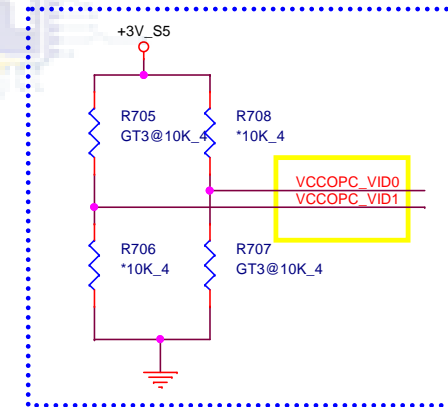 +3V_S5
R705
GT3@10K_4
R708
*10K_4
VCCOPC_VID0
VCCOPC_VID1
R706
*10K_4
R707
GT3@10K_4